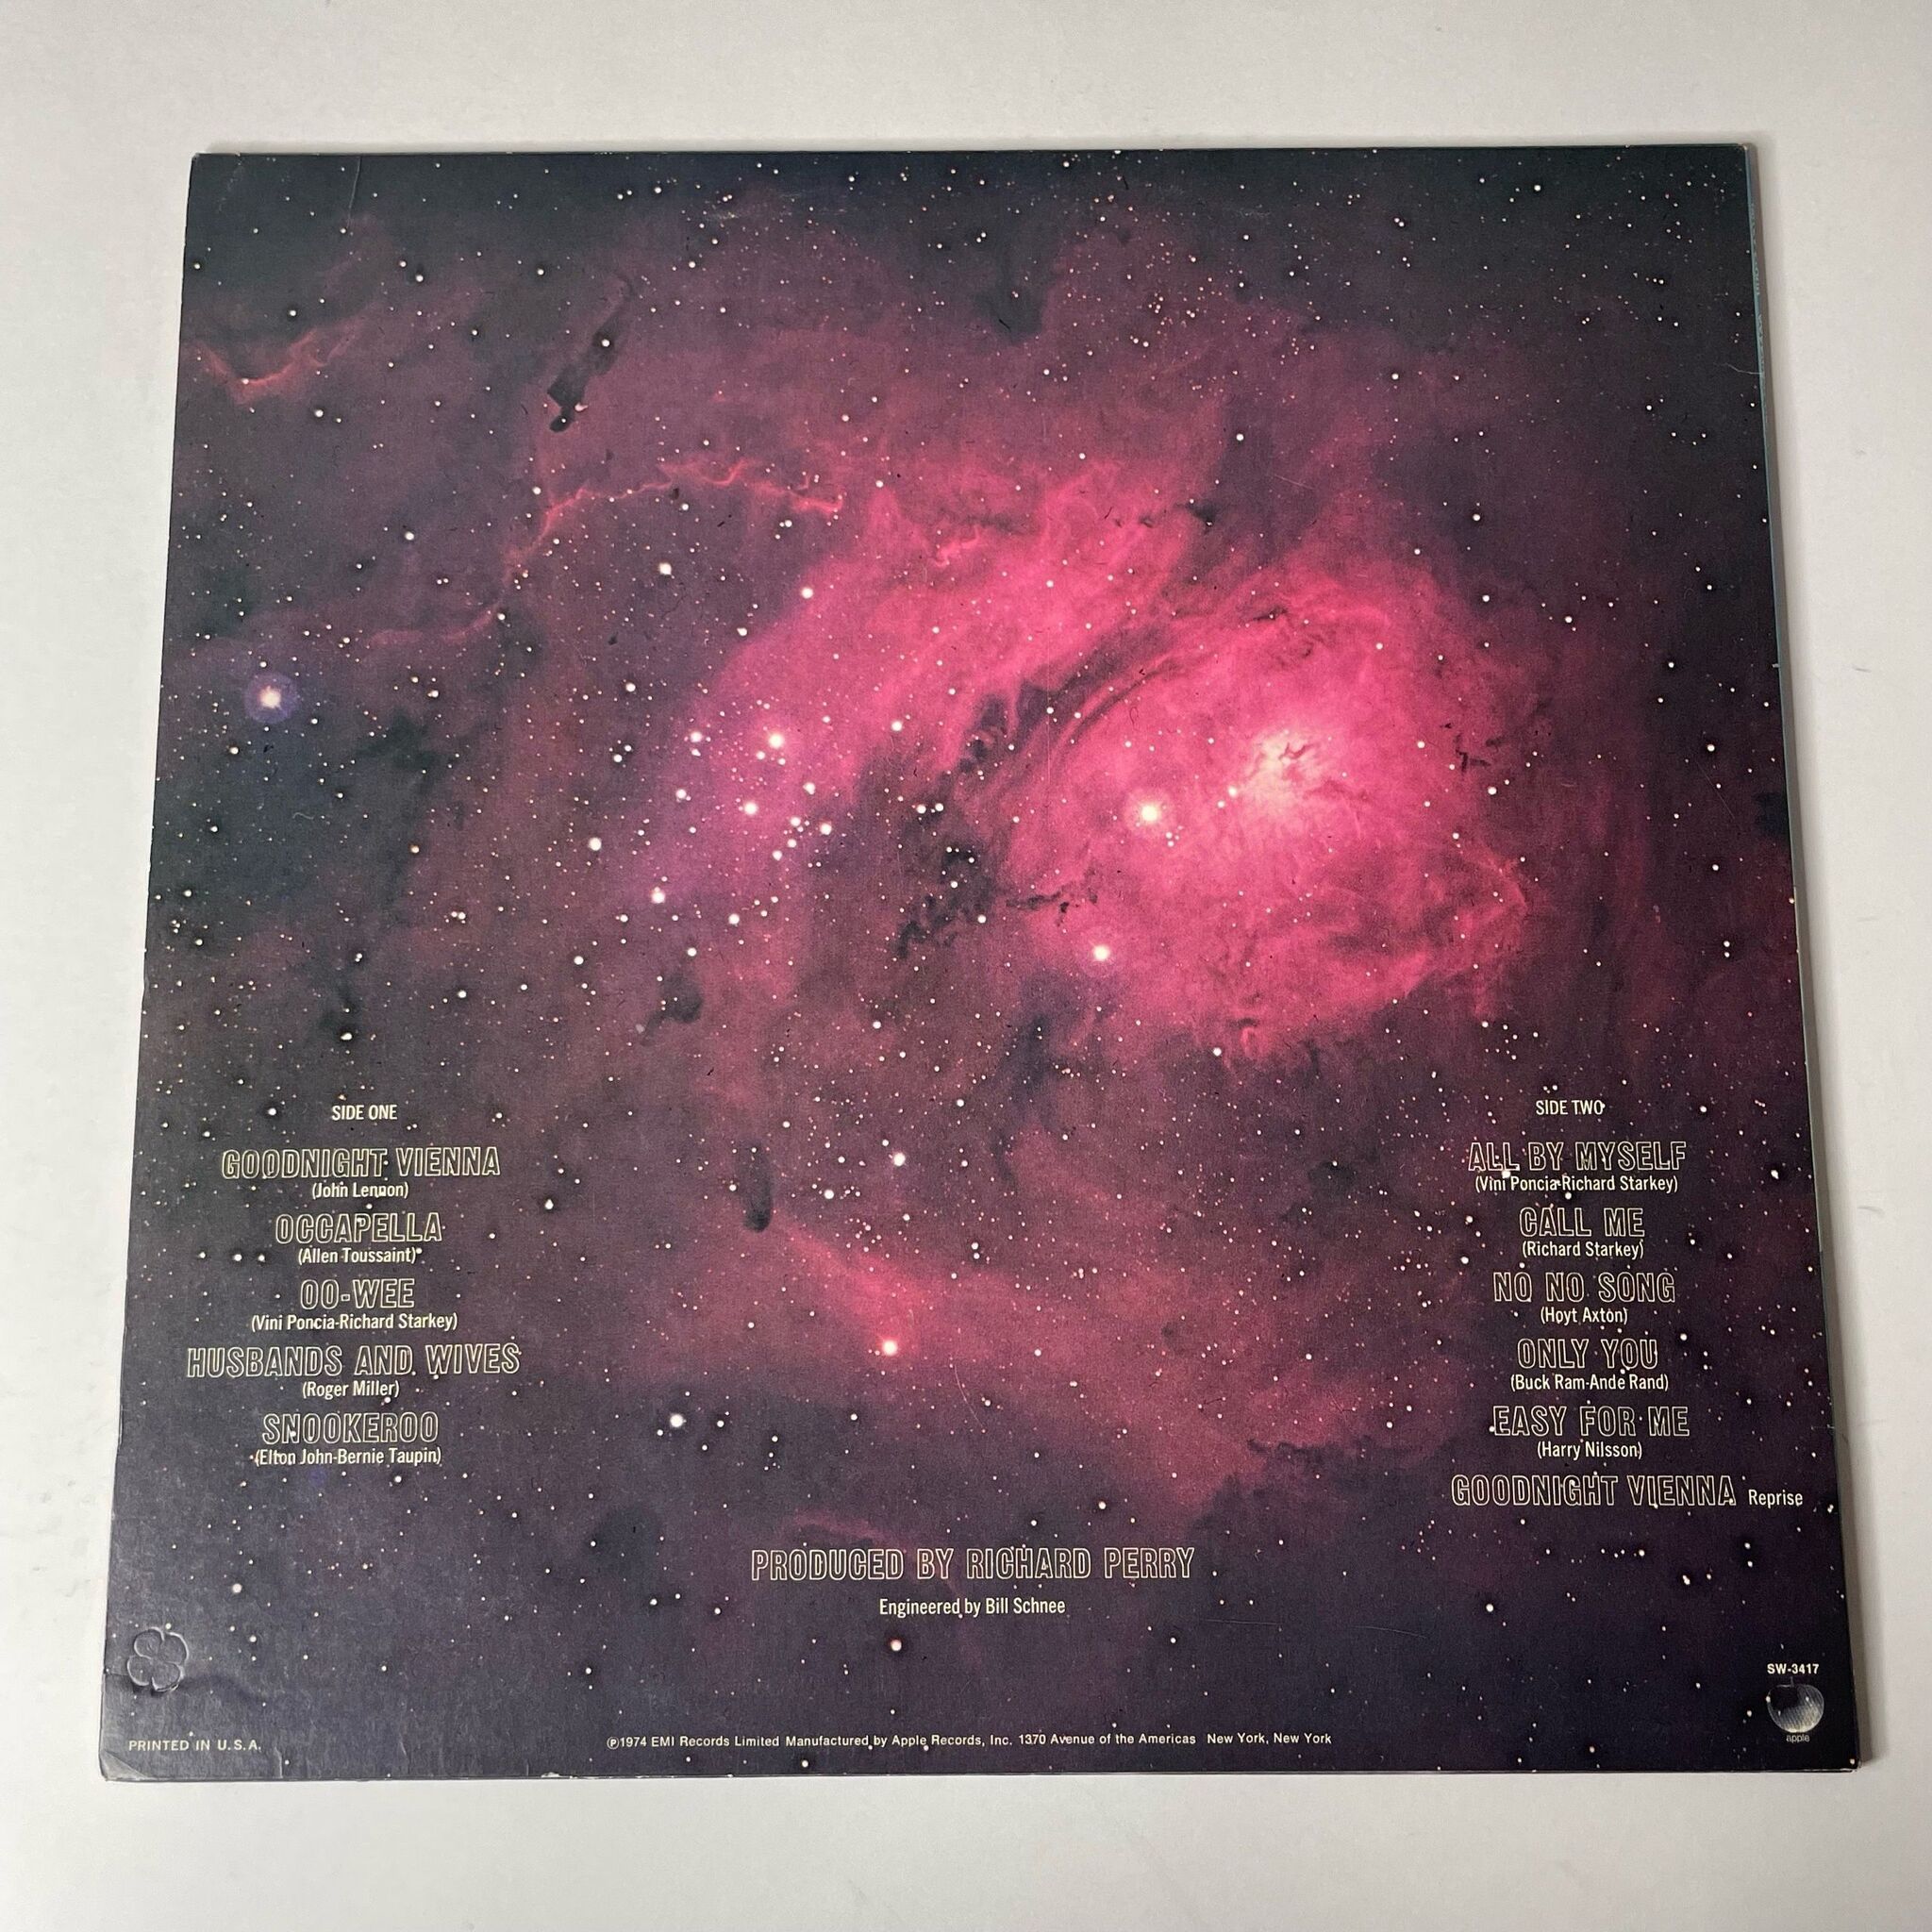 SIDE ONE
GOODNIGHT VIENNA
(John Lennon)
OCCAPELLA
(Allen Toussaint)
OO-WEE
(Vini Poncia-Richard Starkey)
HUSBANDS AND WIVES
(Roger Miller)
SNOOKEROO
(Elton John-Bernie Taupin)
SIDE TWO
ALL BY MYSELF
(Vini Poncia-Richard Starkey)
CALL ME
(Richard Starkey)
NO NO SONG
(Hoyt Axton)
ONLY YOU
(Buck Ram-Ande Rand)
EASY FOR ME
(Harry Nilsson)
GOODNIGHT VIENNA Reprise
PRODUCED BY RICHARD PERRY
Engineered by Bill Schnee
SW-3417
apple
PRINTED IN U.S.A.
℗1974 EMI Records Limited Manufactured by Apple Records, Inc. 1370 Avenue of the Americas New York, New York